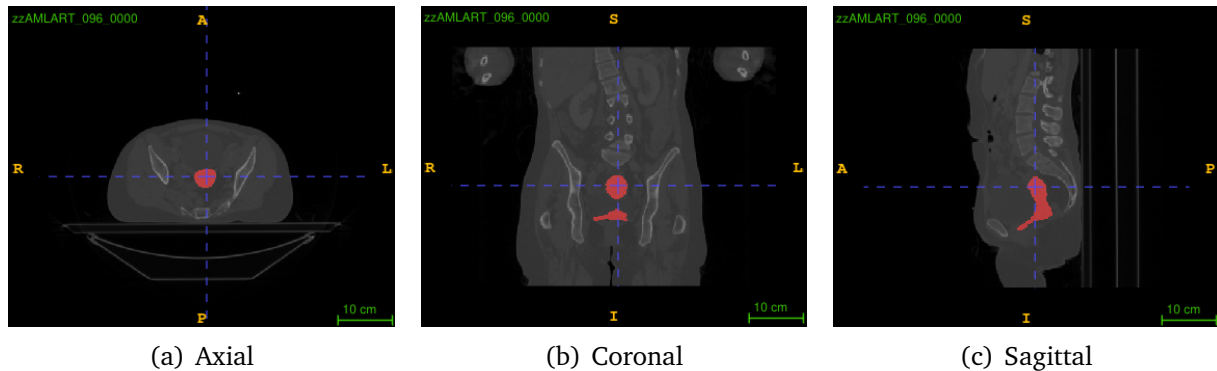 zzAMLART_096_0000
A
R
L
P
10 cm
(a) Axial
zzAMLART_096_0000
S
R
L
I
10 cm
(b) Coronal
zzAMLART_096_0000
S
A
P
I
10 cm
(c) Sagittal